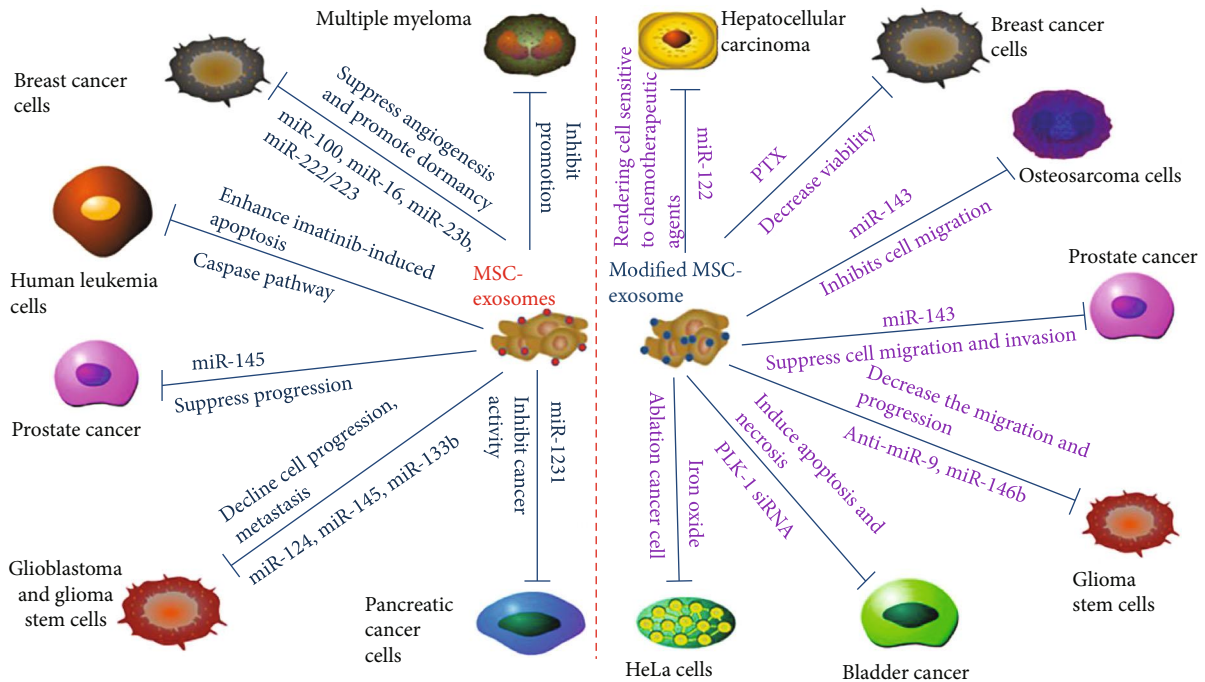 Multiple myeloma
Breast cancer
cells
Suppress angiogenesis
and promote dormancy
miR-100, miR-16, miR-23b,
miR-222/223
Inhibit
promotion
Human leukemia
cells
Enhance imatinib-induced
apoptosis
Caspase pathway
MSC-
exosomes
Prostate cancer
miR-145
Suppress progression
Glioblastoma
and glioma
stem cells
Decline cell progression,
metastasis
miR-124, miR-145, miR-133b
Pancreatic
cancer
cells
miR-1231
Inhibit cancer
activity
Hepatocellular
carcinoma
Rendering cell sensitive
to chemotherapeutic
agents
miR-122
Breast cancer
cells
PTX
Decrease viability
Osteosarcoma cells
miR-143
Inhibits cell migration
Modified MSC-
exosome
Prostate cancer
miR-143
Suppress cell migration and invasion
Decrease the migration and
progression
Anti-miR-9, miR-146b
Glioma
stem cells
Induce apoptosis and
necrosis
PLK-1 siRNA
Bladder cancer
Iron oxide
Ablation cancer cell
HeLa cells